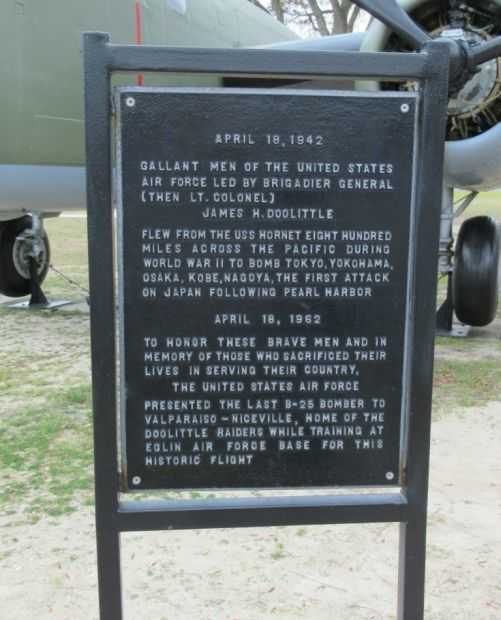 APRIL 18, 1942
GALLANT MEN OF THE UNITED STATES
AIR FORCE LED BY BRIGADIER GENERAL
(THEN LT. COLONEL)
JAMES H. DOOLITTLE
FLEW FROM THE USS HORNET EIGHT HUNDRED
MILES ACROSS THE PACIFIC DURING
WORLD WAR II TO BOMB TOKYO, YOKOHAMA,
OSAKA, KOBE, NAGOYA, THE FIRST ATTACK
ON JAPAN FOLLOWING PEARL HARBOR
APRIL 18, 1962
TO HONOR THESE BRAVE MEN AND IN
MEMORY OF THOSE WHO SACRIFICED THEIR
LIVES IN SERVING THEIR COUNTRY,
THE UNITED STATES AIR FORCE
PRESENTED THE LAST B-25 BOMBER TO
VALPARAISO - NICEVILLE, HOME OF THE
DOOLITTLE RAIDERS WHILE TRAINING AT
EGLIN AIR FORCE BASE FOR THIS
HISTORIC FLIGHT